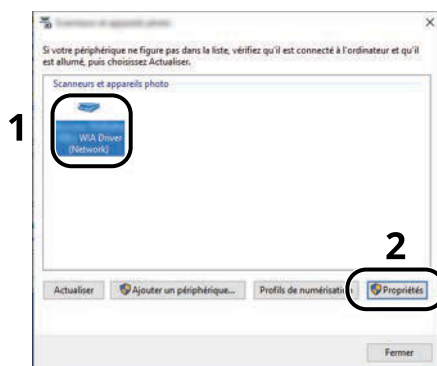 Si votre périphérique ne figure pas dans la liste, vérifiez qu'il est connecté à l'ordinateur et qu'il
est allumé, puis choisissez Actualiser.
Scanneurs et appareils photo
1
WIA Driver
(Network)
2
Actualiser
Ajouter un périphérique...
Profils de numérisation
Propriétés
Fermer